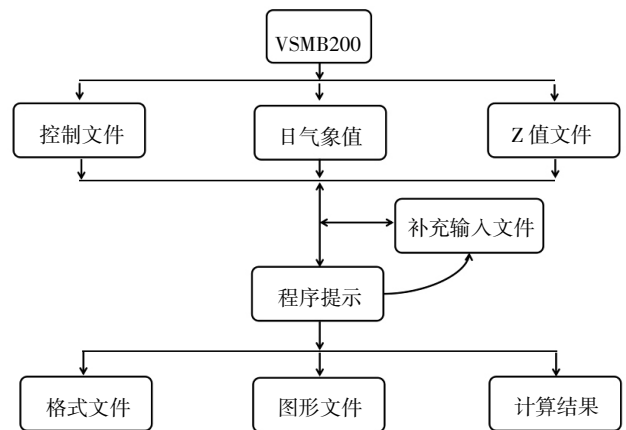 VSMB200
控制文件
日气象值
Z 值文件
补充输入文件
程序提示
格式文件
图形文件
计算结果